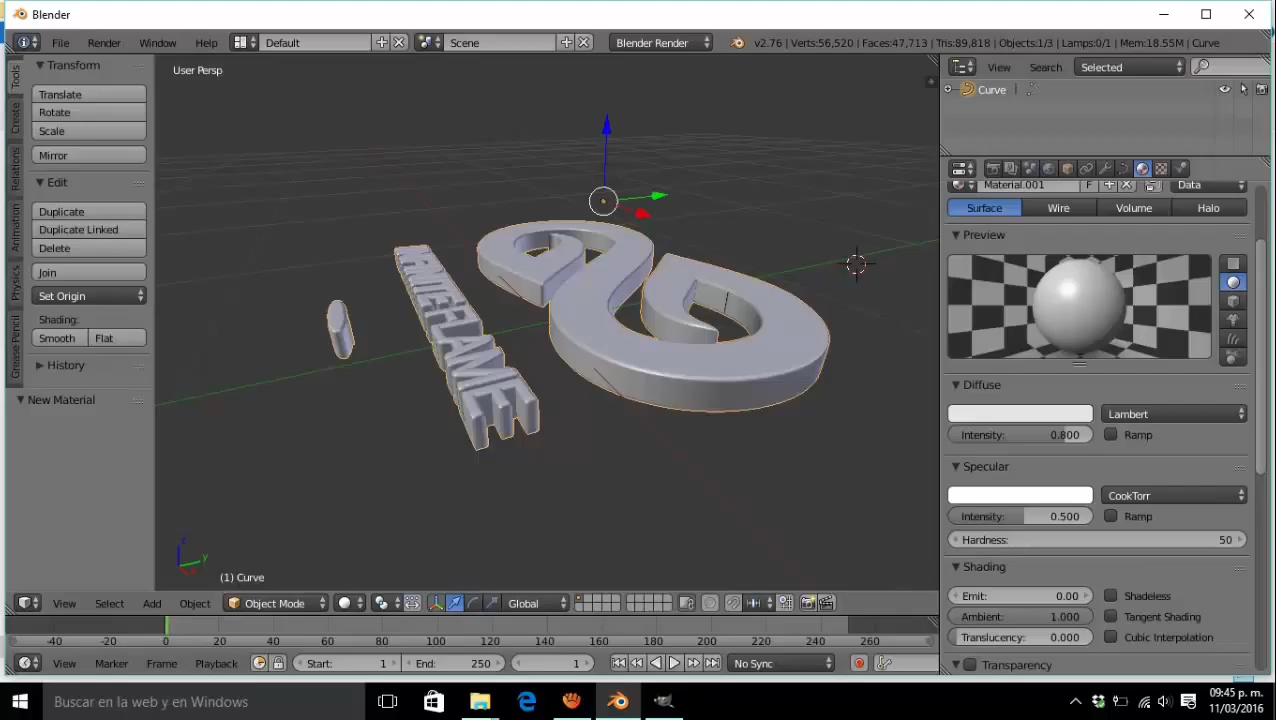 Blender
File Render Window Help Default Scene Blender Render v2.76 | Verts:56,520 | Faces:47,713 | Tris:89,818 | Objects:1/3 | Lamps:0/1 | Mem:18.55M | Curve
Tools
Create
Relations
Animation
Physics
Grease Pencil
Transform
Translate
Rotate
Scale
Mirror
Edit
Duplicate
Duplicate Linked
Delete
Join
Set Origin
Shading:
Smooth Flat
History
New Material
User Persp
z
y
(1) Curve
View Search Selected
Curve
Material.001 F Data
Surface Wire Volume Halo
Preview
Diffuse
Lambert
Intensity: 0.800 Ramp
Specular
CookTorr
Intensity: 0.500 Ramp
Hardness: 50
Shading
Emit: 0.00 Shadeless
Ambient: 1.000 Tangent Shading
Translucency: 0.000 Cubic Interpolation
Transparency
View Select Add Object Object Mode Global
-40 -20 0 20 40 60 80 100 120 140 160 180 200 220 240 260
View Marker Frame Playback Start: 1 End: 250 1 No Sync
Buscar en la web y en Windows
09:45 p. m.
11/03/2016